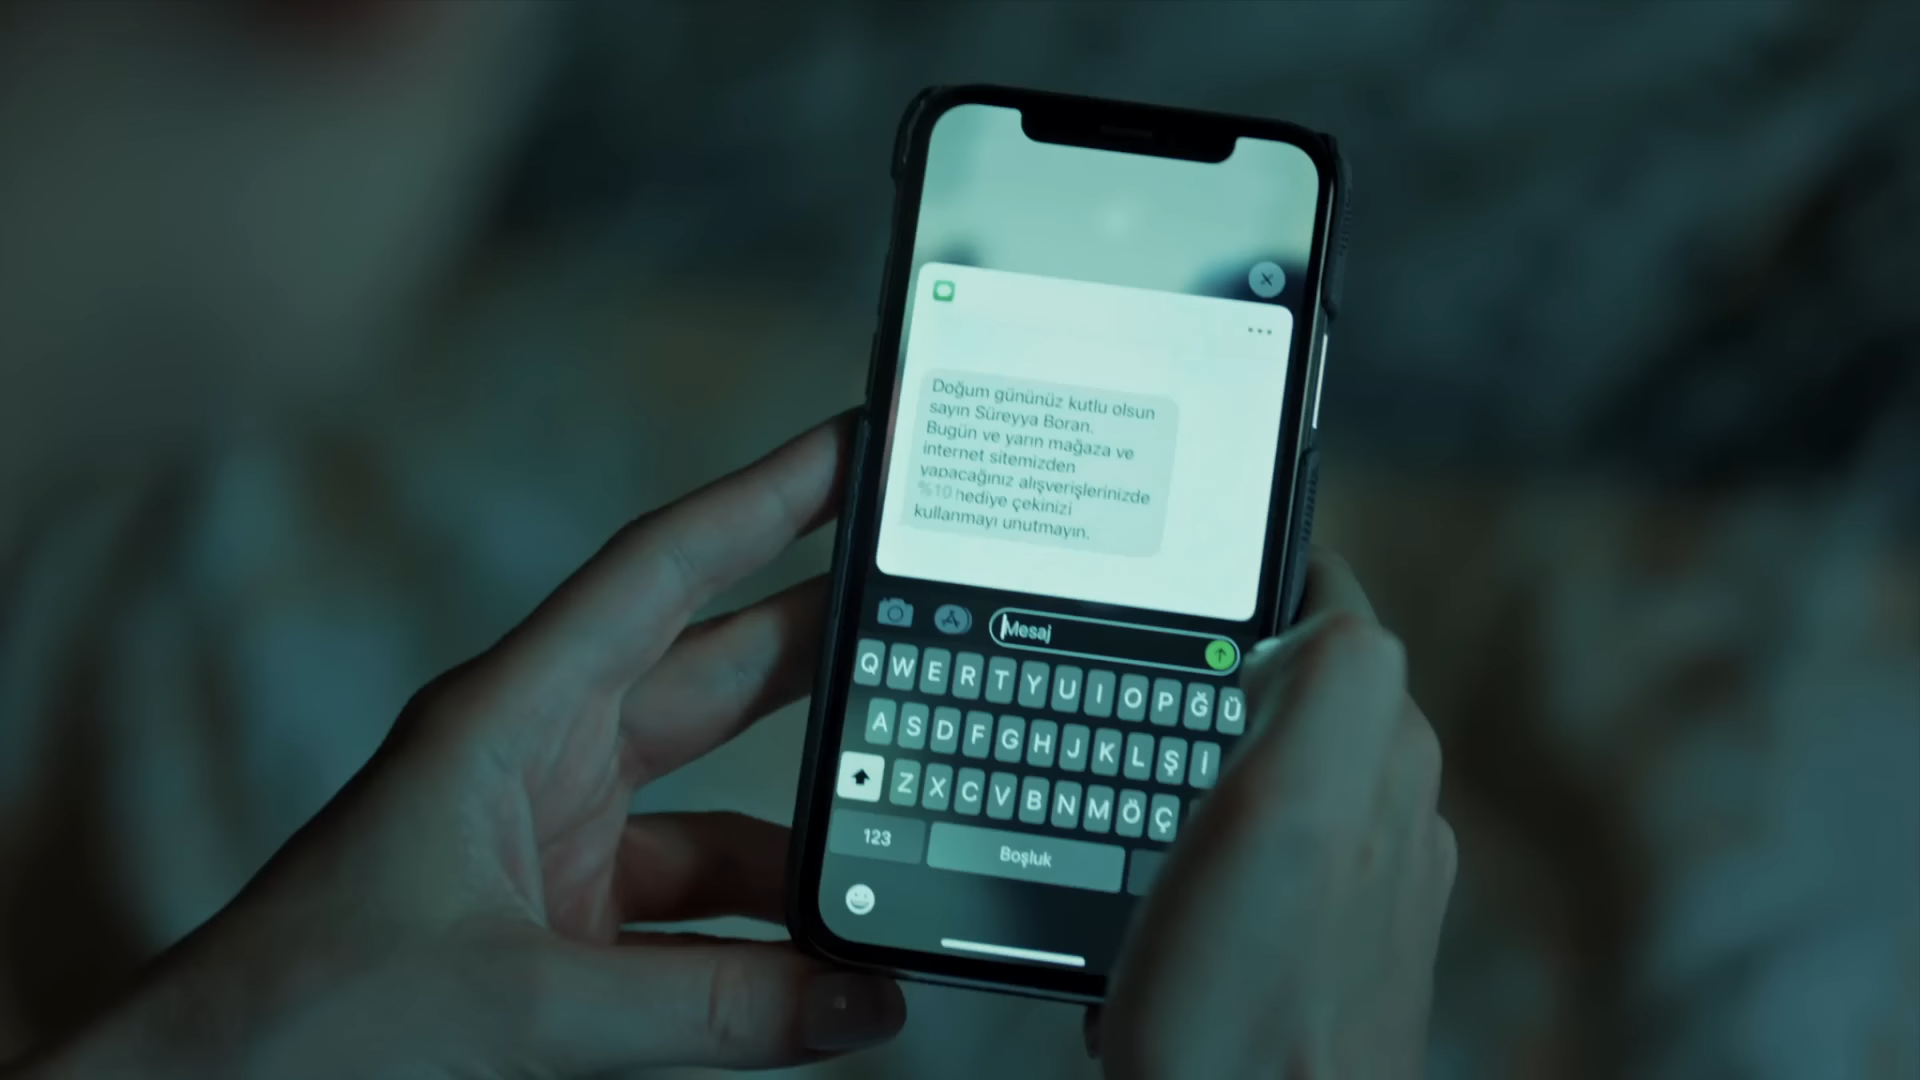 Doğum gününüz kutlu olsun
sayın Süreyya Boran.
Bugün ve yarın mağaza ve
internet sitemizden
yapacağınız alışverişlerinizde
%10 hediye çekinizi
kullanmayı unutmayın.
Mesaj
Q W E R T Y U I O P Ğ Ü
A S D F G H J K L Ş İ
Z X C V B N M Ö Ç
123 Boşluk